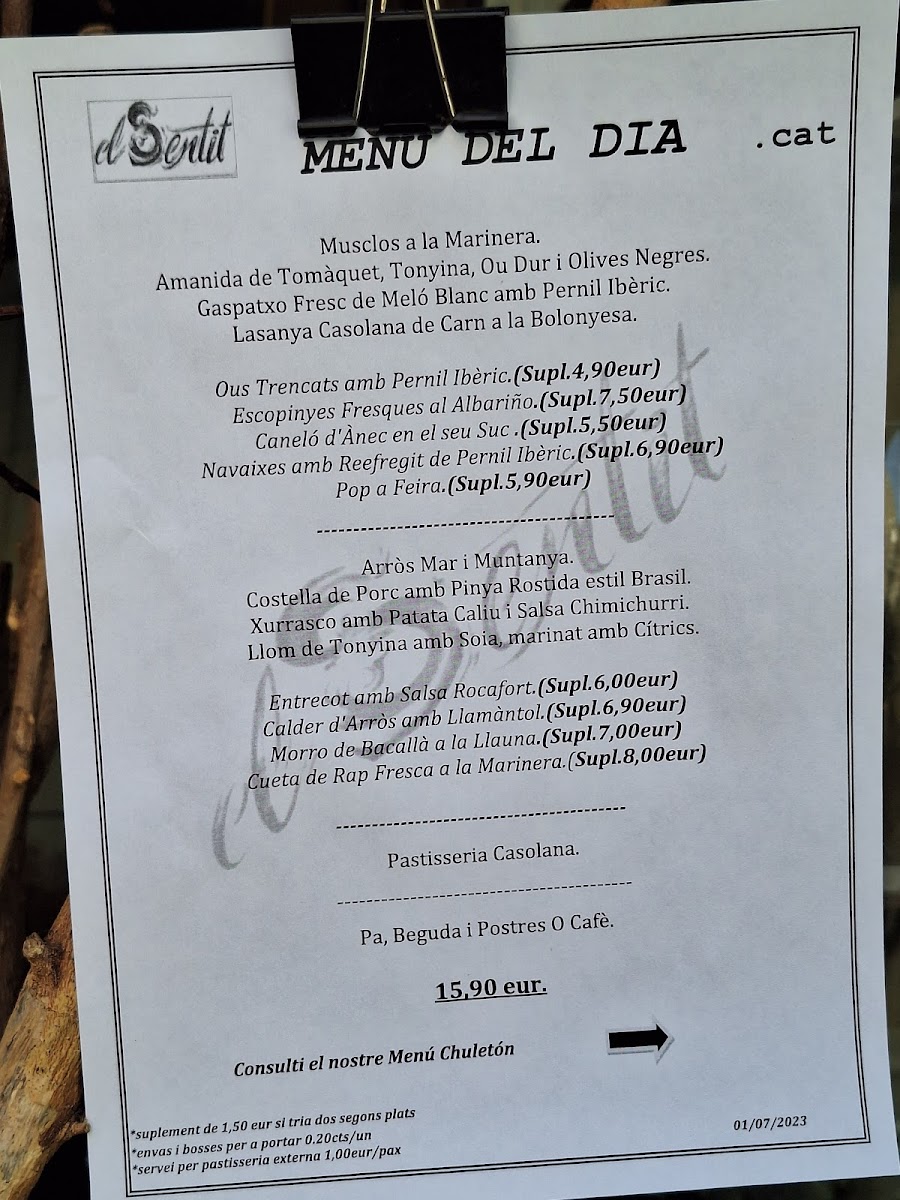 el Sentit
MENÚ DEL DIA
.cat
Musclos a la Marinera.
Amanida de Tomàquet, Tonyina, Ou Dur i Olives Negres.
Gaspatxo Fresc de Meló Blanc amb Pernil Ibèric.
Lasanya Casolana de Carn a la Bolonyesa.
Ous Trencats amb Pernil Ibèric.(Supl.4,90eur)
Escopinyes Fresques al Albariño.(Supl.7,50eur)
Caneló d'Ànec en el seu Suc .(Supl.5,50eur)
Navaixes amb Reefregit de Pernil Ibèric.(Supl.6,90eur)
Pop a Feira.(Supl.5,90eur)
----------------------------------------
Arròs Mar i Muntanya.
Costella de Porc amb Pinya Rostida estil Brasil.
Xurrasco amb Patata Caliu i Salsa Chimichurri.
Llom de Tonyina amb Soia, marinat amb Cítrics.
Entrecot amb Salsa Rocafort.(Supl.6,00eur)
Calder d'Arròs amb Llamàntol.(Supl.6,90eur)
Morro de Bacallà a la Llauna.(Supl.7,00eur)
Cueta de Rap Fresca a la Marinera.(Supl.8,00eur)
----------------------------------------
Pastisseria Casolana.
----------------------------------------
Pa, Beguda i Postres O Cafè.
15,90 eur.
Consulti el nostre Menú Chuletón
*suplement de 1,50 eur si tria dos segons plats
*envas i bosses per a portar 0.20cts/un
*servei per pastisseria externa 1,00eur/pax
01/07/2023
el Sentit